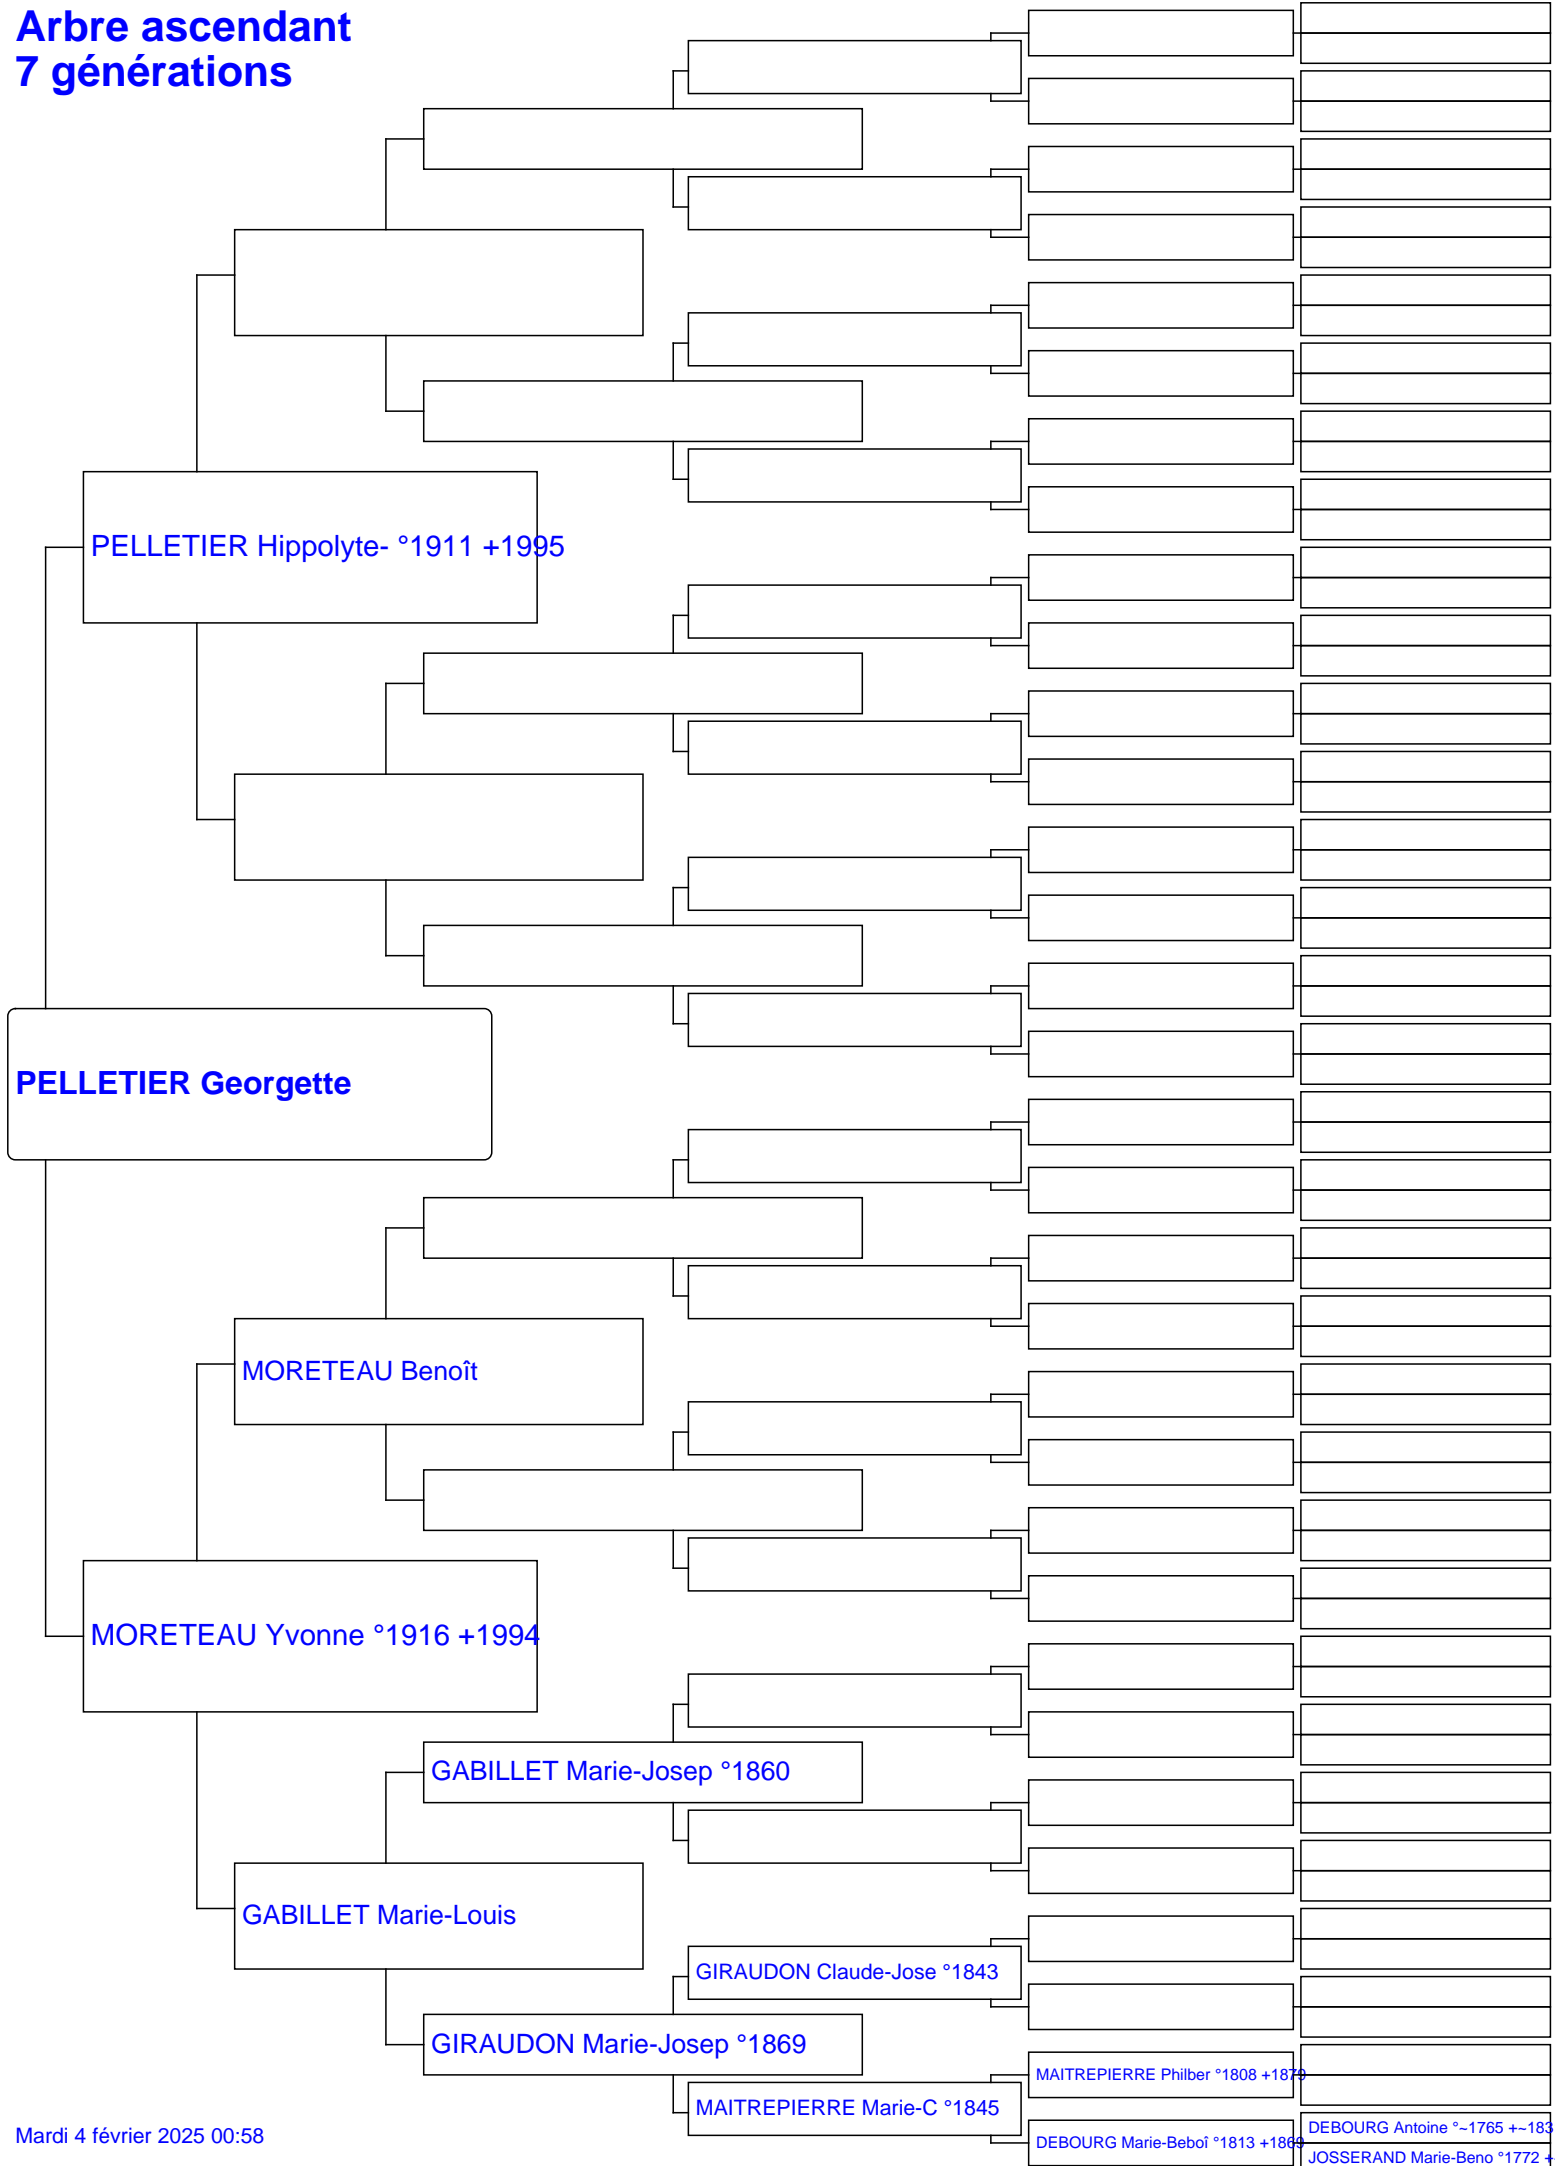 Arbre ascendant
7 générations
PELLETIER Hippolyte- °1911 +1995
PELLETIER Georgette
MORETEAU Benoît
MORETEAU Yvonne °1916 +1994
GABILLET Marie-Josep °1860
GABILLET Marie-Louis
GIRAUDON Claude-Jose °1843
GIRAUDON Marie-Josep °1869
MAITREPIERRE Philber °1808 +1879
MAITREPIERRE Marie-C °1845
DEBOURG Antoine °~1765 +~183
DEBOURG Marie-Beboî °1813 +1869
JOSSERAND Marie-Beno °1772 +
Mardi 4 février 2025 00:58